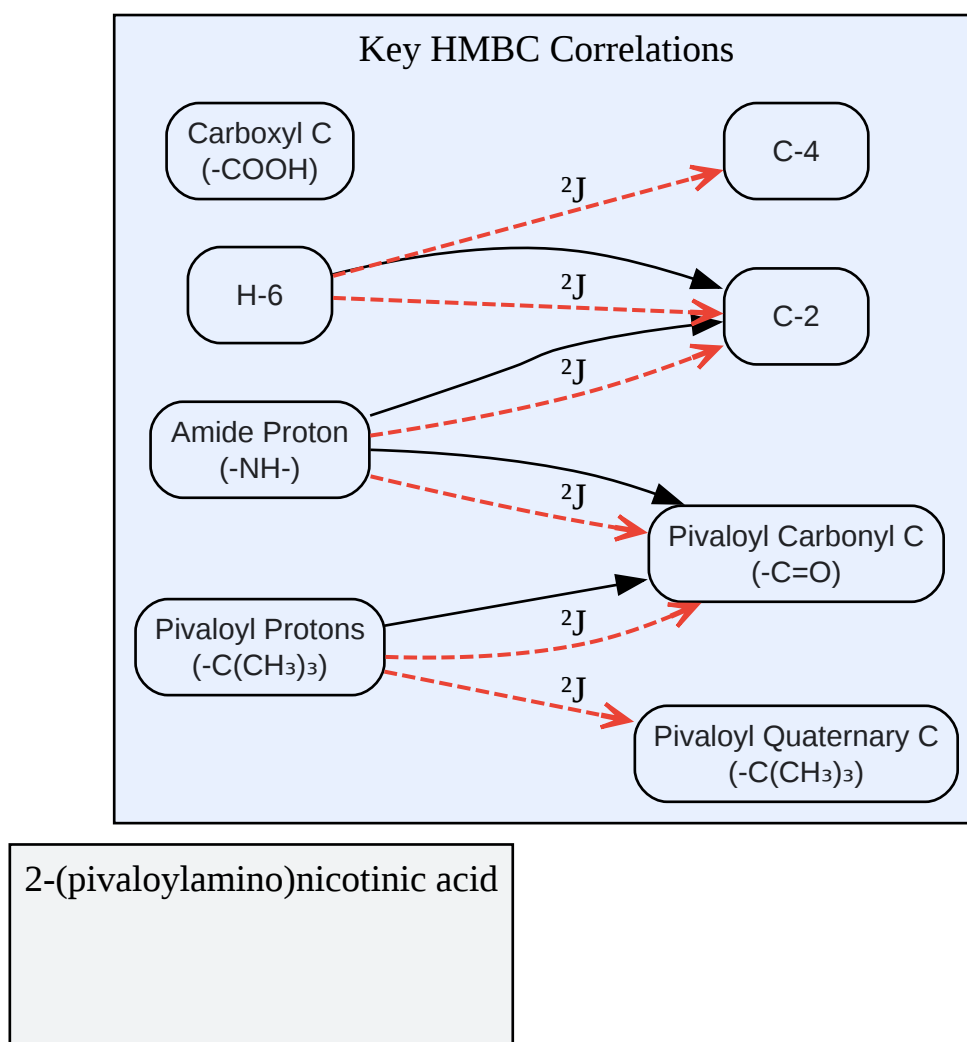 Key HMBC Correlations
Carboxyl C
(-COOH)
C-4
²J
H-6
²J
C-2
²J
Amide Proton
(-NH-)
²J
Pivaloyl Carbonyl C
(-C=O)
Pivaloyl Protons
(-C(CH₃)₃)
²J
²J
Pivaloyl Quaternary C
(-C(CH₃)₃)
2-(pivaloylamino)nicotinic acid